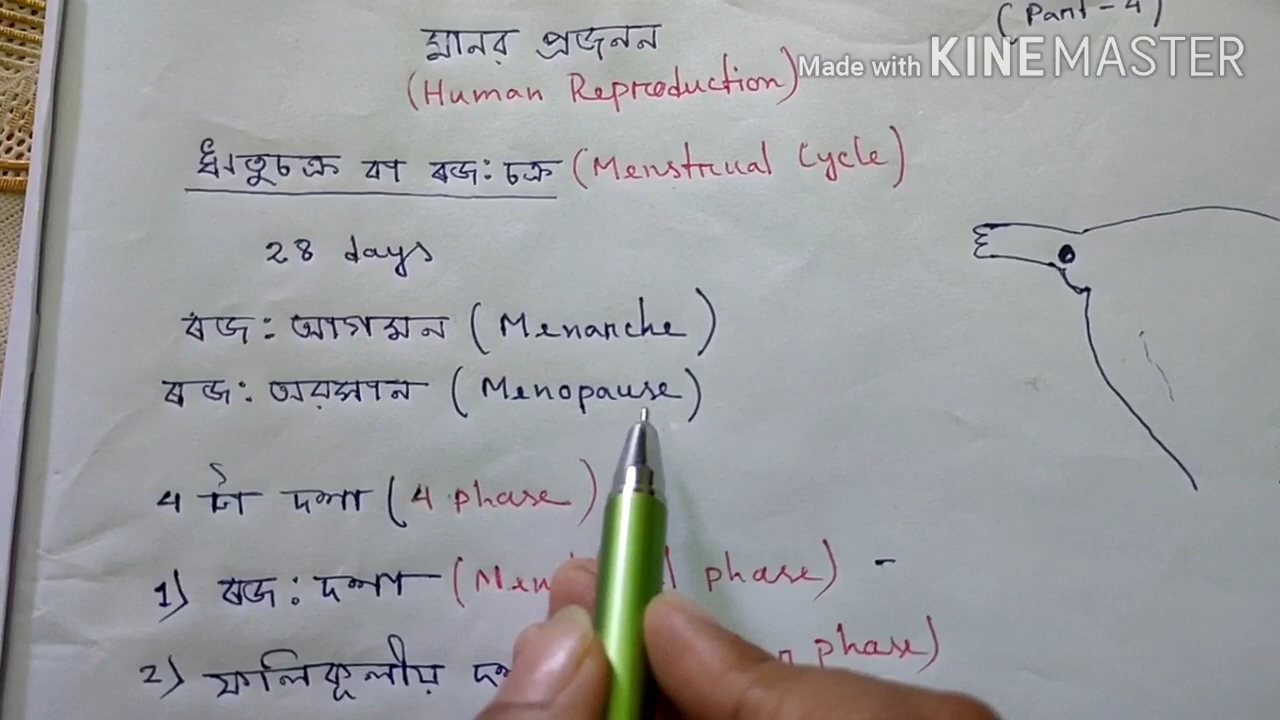 (Part - 4)
Made with KINEMASTER
মানৱ প্ৰজনন
(Human Reproduction)
ঋতুচক্ৰ বা ৰজঃ চক্ৰ (Menstrual Cycle)
28 days
ৰজঃ আগমন (Menarche)
ৰজঃ অৱসান (Menopause)
4 টা দশা (4 phase)
1) ৰজঃ দশা (phase) -
2) ফলিকুলীয় phase)